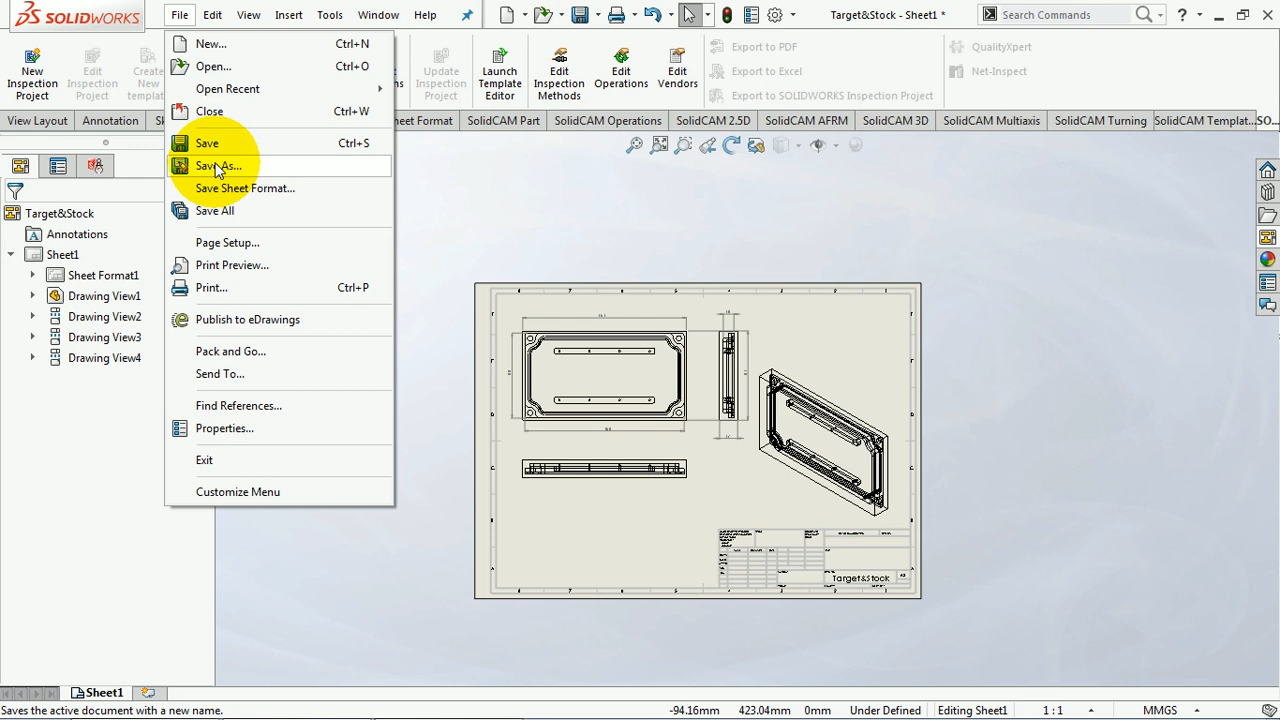 SOLIDWORKS
File
Edit
View
Insert
Tools
Window
Help
Target&Stock - Sheet1 *
Search Commands
?
New Inspection Project
Edit Inspection Project
Create New templat
Update Inspection Project
Launch Template Editor
Edit Inspection Methods
Edit Operations
Edit Vendors
Export to PDF
Export to Excel
Export to SOLIDWORKS Inspection Project
QualityXpert
Net-Inspect
View Layout
Annotation
Sk
heet Format
SolidCAM Part
SolidCAM Operations
SolidCAM 2.5D
SolidCAM AFRM
SolidCAM 3D
SolidCAM Multiaxis
SolidCAM Turning
SolidCAM Templat...
SO...
New... Ctrl+N
Open... Ctrl+O
Open Recent
Close Ctrl+W
Save Ctrl+S
Save As...
Save Sheet Format...
Save All
Page Setup...
Print Preview...
Print... Ctrl+P
Publish to eDrawings
Pack and Go...
Send To...
Find References...
Properties...
Exit
Customize Menu
Target&Stock
Annotations
Sheet1
Sheet Format1
Drawing View1
Drawing View2
Drawing View3
Drawing View4
Target&Stock
Sheet1
Saves the active document with a new name.
-94.16mm
423.04mm
0mm
Under Defined
Editing Sheet1
1 : 1
MMGS